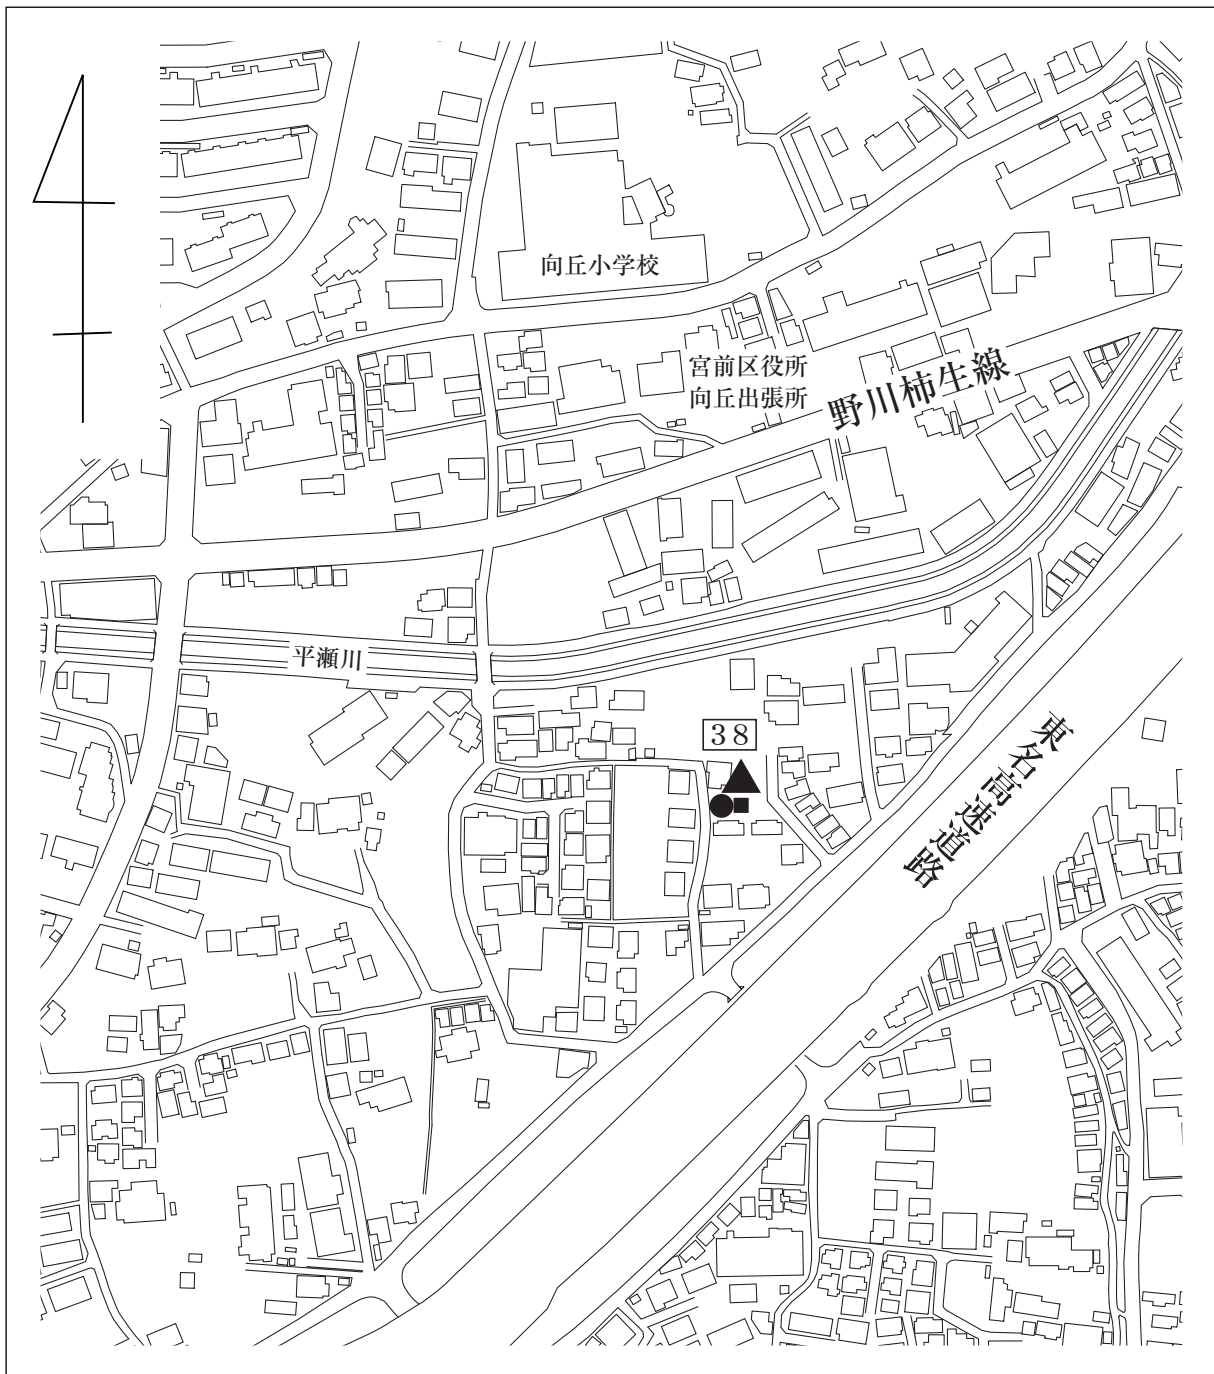 向丘小学校
宮前区役所
向丘出張所
野川柿生線
平瀬川
38
東名高速道路